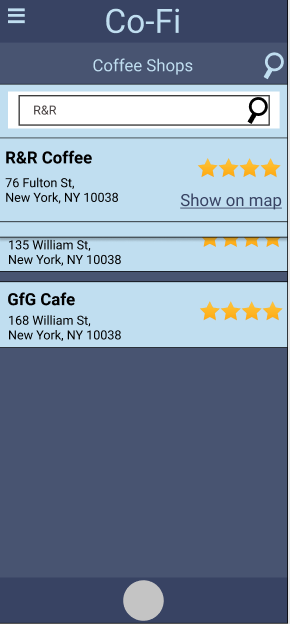 Co-Fi
Coffee Shops
R&R
R&R Coffee
76 Fulton St,
New York, NY 10038
Show on map
135 William St,
New York, NY 10038
GfG Cafe
168 William St,
New York, NY 10038